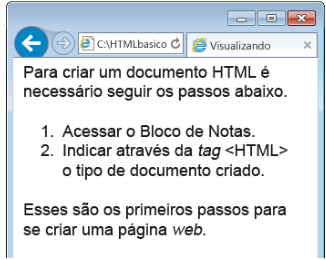 C:\HTMLbasico
Visualizando
Para criar um documento HTML é
necessário seguir os passos abaixo.
1. Acessar o Bloco de Notas.
2. Indicar através da tag <HTML>
o tipo de documento criado.
Esses são os primeiros passos para
se criar uma página web.